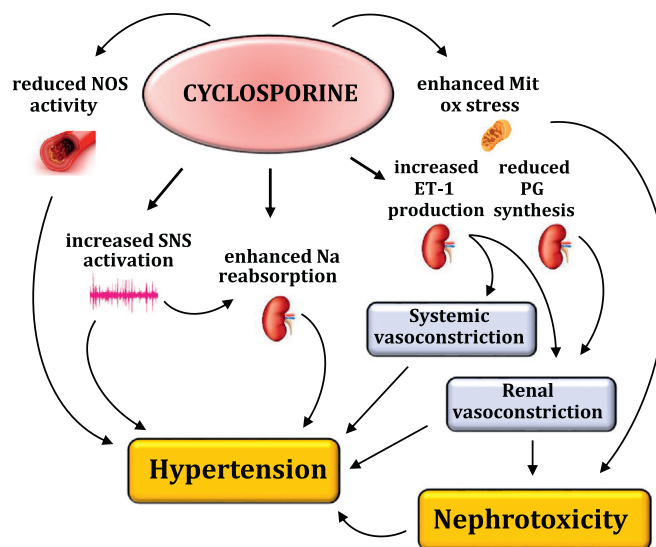 CYCLOSPORINE
reduced NOS
activity
enhanced Mit
ox stress
increased
ET-1
production
reduced
PG
synthesis
increased SNS
activation
enhanced Na
reabsorption
Systemic
vasoconstriction
Renal
vasoconstriction
Hypertension
Nephrotoxicity